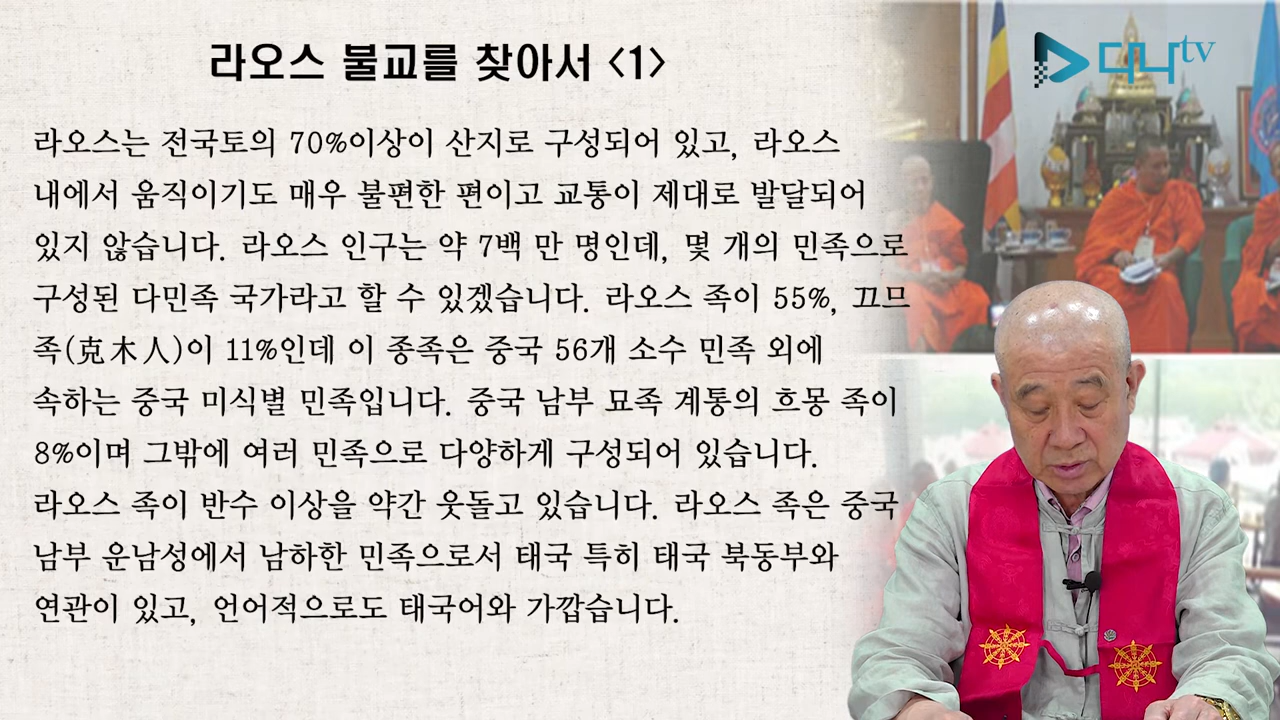 라오스 불교를 찾아서 <1>
다나tv
라오스는 전국토의 70%이상이 산지로 구성되어 있고, 라오스
내에서 움직이기도 매우 불편한 편이고 교통이 제대로 발달되어
있지 않습니다. 라오스 인구는 약 7백 만 명인데, 몇 개의 민족으로
구성된 다민족 국가라고 할 수 있겠습니다. 라오스 족이 55%, 끄므
족(克木人)이 11%인데 이 종족은 중국 56개 소수 민족 외에
속하는 중국 미식별 민족입니다. 중국 남부 묘족 계통의 흐몽 족이
8%이며 그밖에 여러 민족으로 다양하게 구성되어 있습니다.
라오스 족이 반수 이상을 약간 웃돌고 있습니다. 라오스 족은 중국
남부 운남성에서 남하한 민족으로서 태국 특히 태국 북동부와
연관이 있고, 언어적으로도 태국어와 가깝습니다.